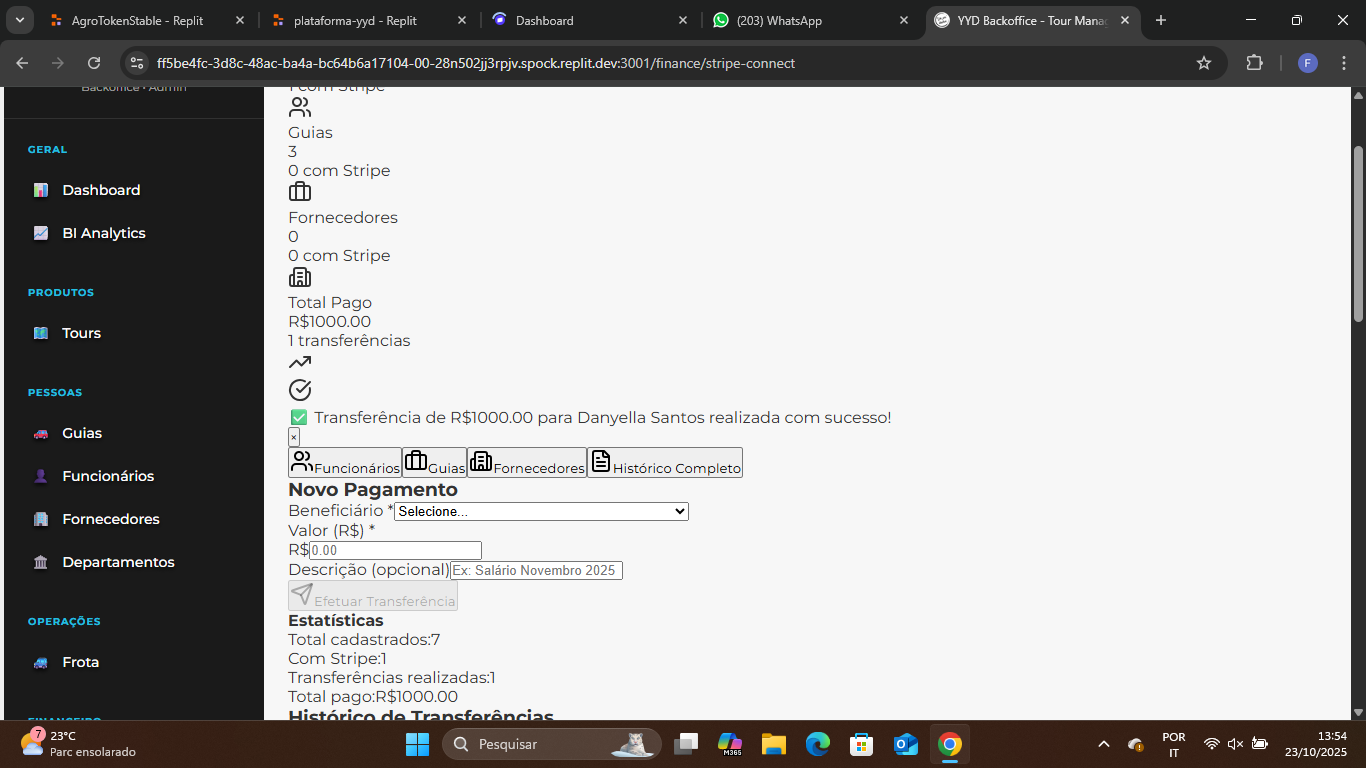 AgroTokenStable - Replit
plataforma-yyd - Replit
Dashboard
(203) WhatsApp
YYD Backoffice - Tour Mana
ff5be4fc-3d8c-48ac-ba4a-bc64b6a17104-00-28n502jj3rpjv.spock.replit.dev:3001/finance/stripe-connect
F
Backoffice • Admin
GERAL
Dashboard
BI Analytics
PRODUTOS
Tours
PESSOAS
Guias
Funcionários
Fornecedores
Departamentos
OPERAÇÕES
Frota
FINANCEIRO
1 com Stripe
Guias
3
0 com Stripe
Fornecedores
0
0 com Stripe
Total Pago
R$1000.00
1 transferências
✅ Transferência de R$1000.00 para Danyella Santos realizada com sucesso!
×
Funcionários Guias Fornecedores Histórico Completo
Novo Pagamento
Beneficiário * Selecione...
Valor (R$) *
R$ 0.00
Descrição (opcional) Ex: Salário Novembro 2025
Efetuar Transferência
Estatísticas
Total cadastrados:7
Com Stripe:1
Transferências realizadas:1
Total pago:R$1000.00
Histórico de Transferências
7
23°C
Parc ensolarado
Pesquisar
M365
POR
IT
13:54
23/10/2025